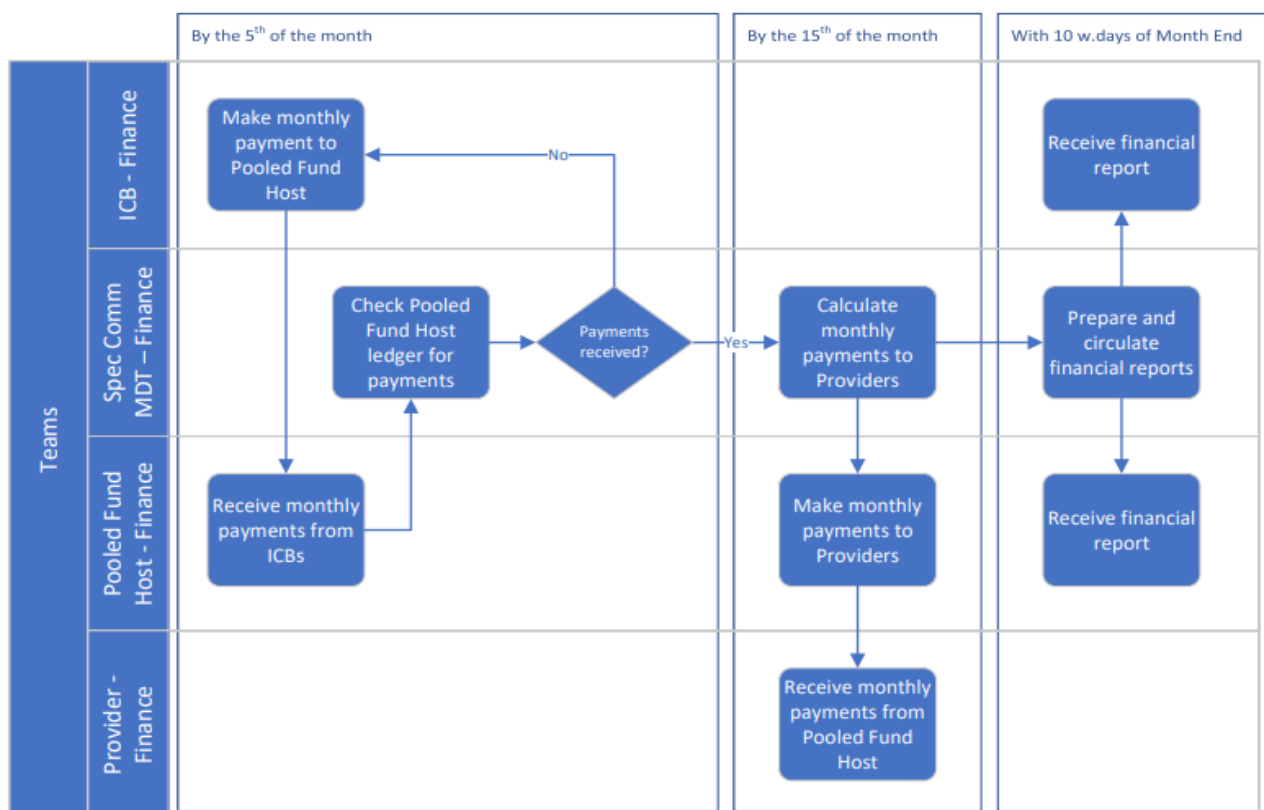 By the 5th of the month
By the 15th of the month
With 10 w.days of Month End
Teams
ICB - Finance
Make monthly
payment to
Pooled Fund
Host
No
Receive financial
report
Spec Comm
MDT – Finance
Check Pooled
Fund Host
ledger for
payments
Payments
received?
Yes
Calculate
monthly
payments to
Providers
Prepare and
circulate
financial reports
Pooled Fund
Host - Finance
Receive monthly
payments from
ICBs
Make monthly
payments to
Providers
Receive financial
report
Provider -
Finance
Receive monthly
payments from
Pooled Fund
Host